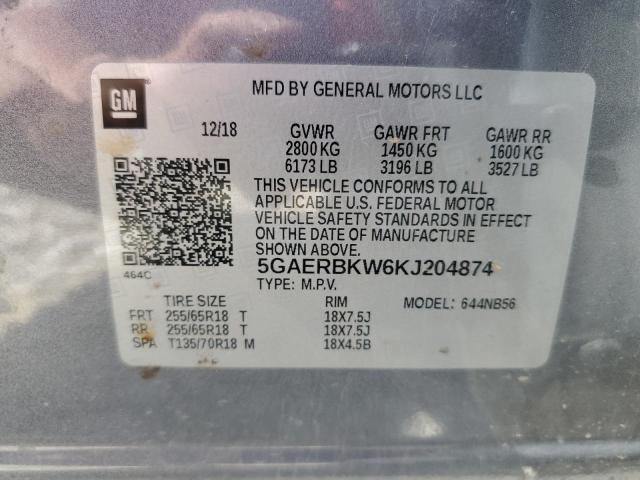 GM
MFD BY GENERAL MOTORS LLC
12/18 GVWR GAWR FRT GAWR RR
2800 KG 1450 KG 1600 KG
6173 LB 3196 LB 3527 LB
THIS VEHICLE CONFORMS TO ALL
APPLICABLE U.S. FEDERAL MOTOR
VEHICLE SAFETY STANDARDS IN EFFECT
ON THE DATE OF MANUFACTURE
SHOWN ABOVE.
464C
5GAERBKW6KJ204874
TYPE: M.P.V.
TIRE SIZE RIM MODEL: 644NB56
FRT 255/65R18 T 18X7.5J
RR 255/65R18 T 18X7.5J
SPA T135/70R18 M 18X4.5B